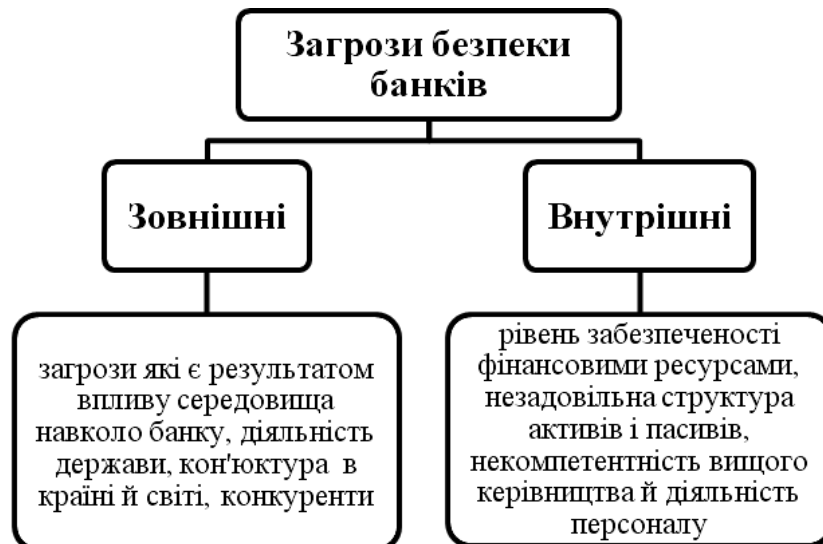 Загрози безпеки
банків
Зовнішні
Внутрішні
загрози які є результатом
впливу середовища
навколо банку, діяльність
держави, кон'юктура в
країні й світі, конкуренти
рівень забезпеченості
фінансовими ресурсами,
незадовільна структура
активів і пасивів,
некомпетентність вищого
керівництва й діяльність
персоналу